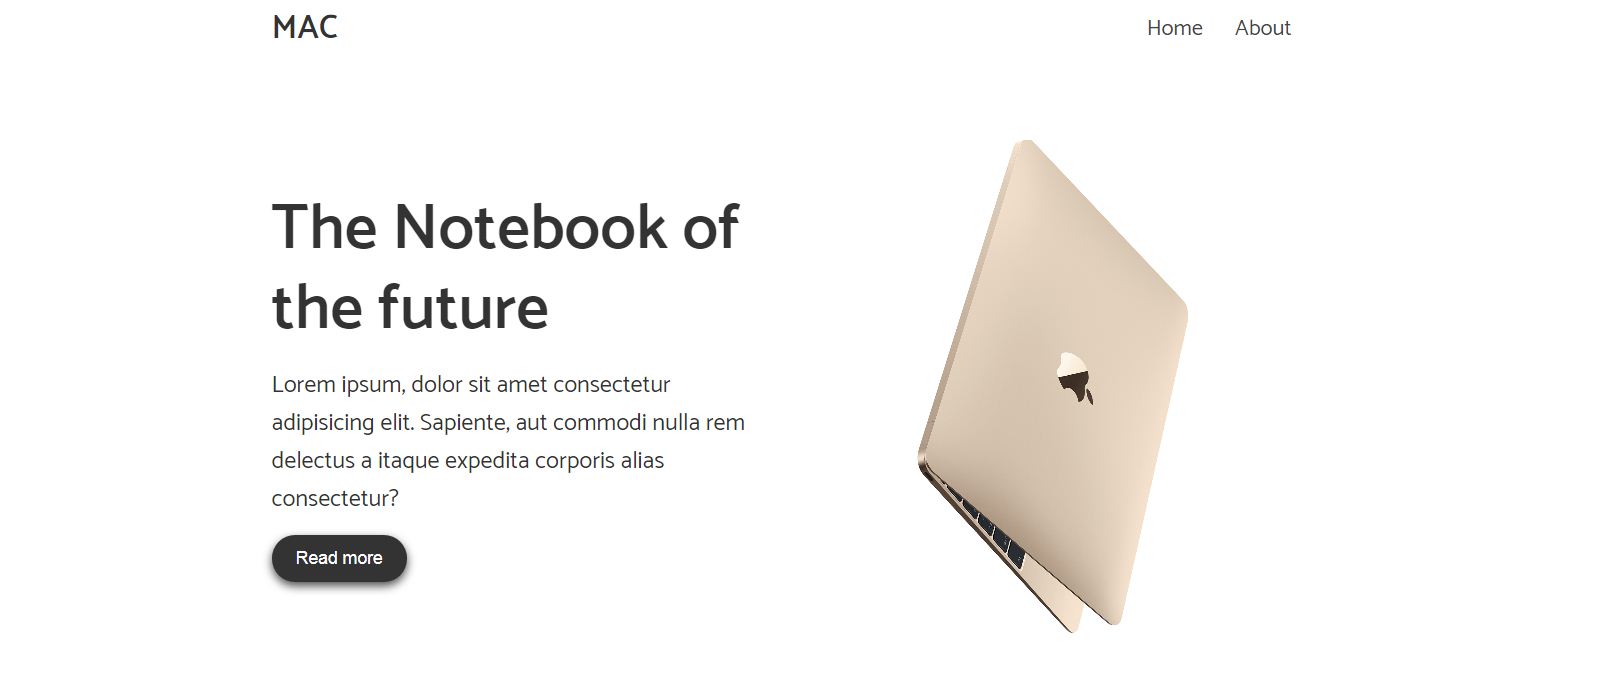 MAC
Home
About
The Notebook of
the future
Lorem ipsum, dolor sit amet consectetur
adipisicing elit. Sapiente, aut commodi nulla rem
delectus a itaque expedita corporis alias
consectetur?
Read more